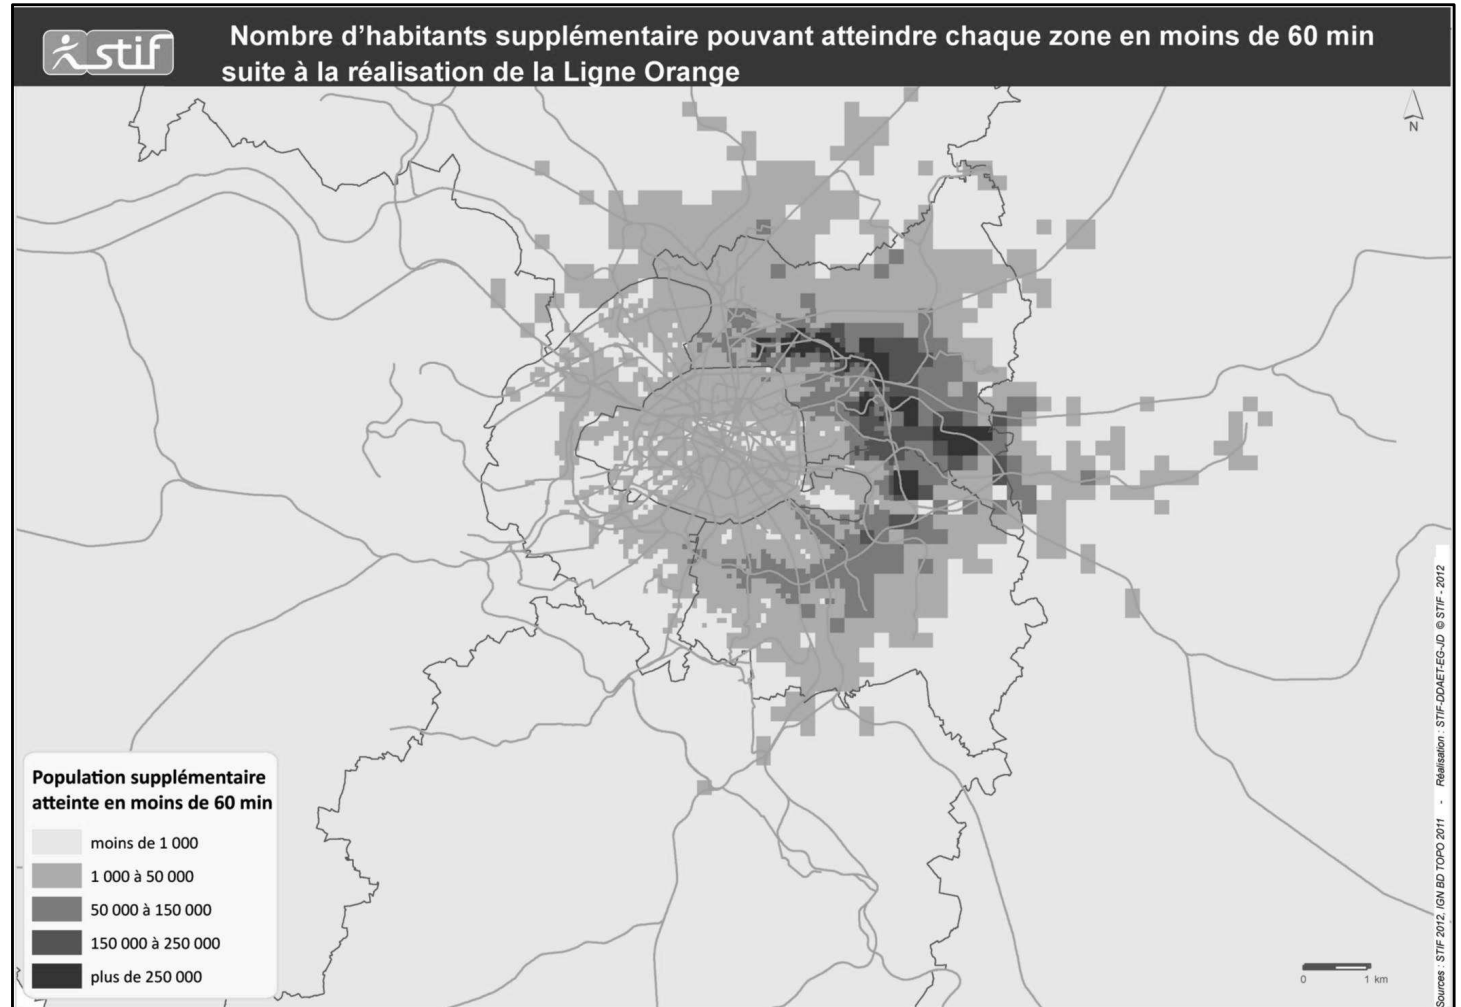 stif
Nombre d'habitants supplémentaire pouvant atteindre chaque zone en moins de 60 min
suite à la réalisation de la Ligne Orange
N
Population supplémentaire
atteinte en moins de 60 min
moins de 1 000
1 000 à 50 000
50 000 à 150 000
150 000 à 250 000
plus de 250 000
0 1 km
Sources : STIF 2012, IGN BD TOPO 2011 - Réalisation : STIF-DDAET-EG-JD © STIF - 2012